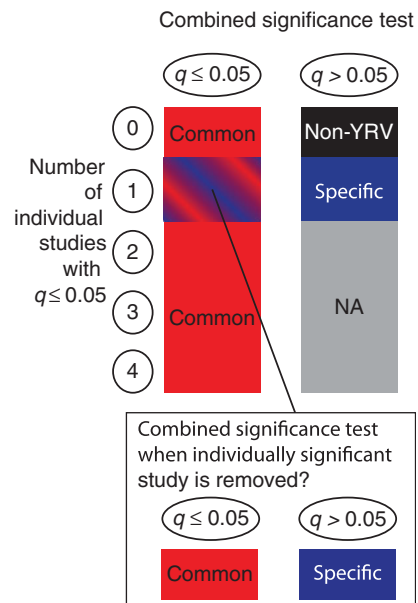 Combined significance test
q ≤ 0.05
q > 0.05
0
Common
Non-YRV
Number
of
individual
studies
with
q ≤ 0.05
1
Specific
2
3
Common
NA
4
Combined significance test
when individually significant
study is removed?
q ≤ 0.05
q > 0.05
Common
Specific